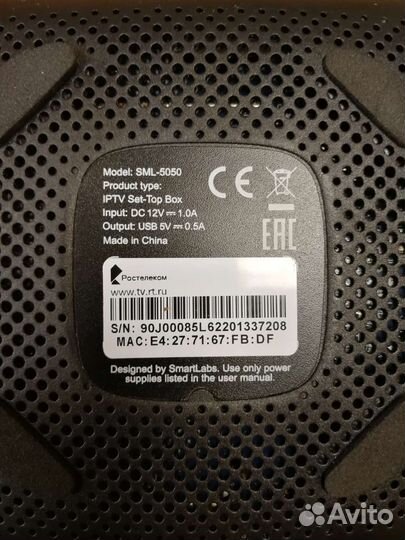 Model: SML-5050
Product type:
IPTV Set-Top Box
Input: DC 12V ⎓ 1.0A
Output: USB 5V ⎓ 0.5A
Made in China
CE
EAC
Ростелеком
www.tv.rt.ru
S/N: 90J00085L62201337208
MAC:E4:27:71:67:FB:DF
Designed by SmartLabs. Use only power
supplies listed in the user manual.
Avito